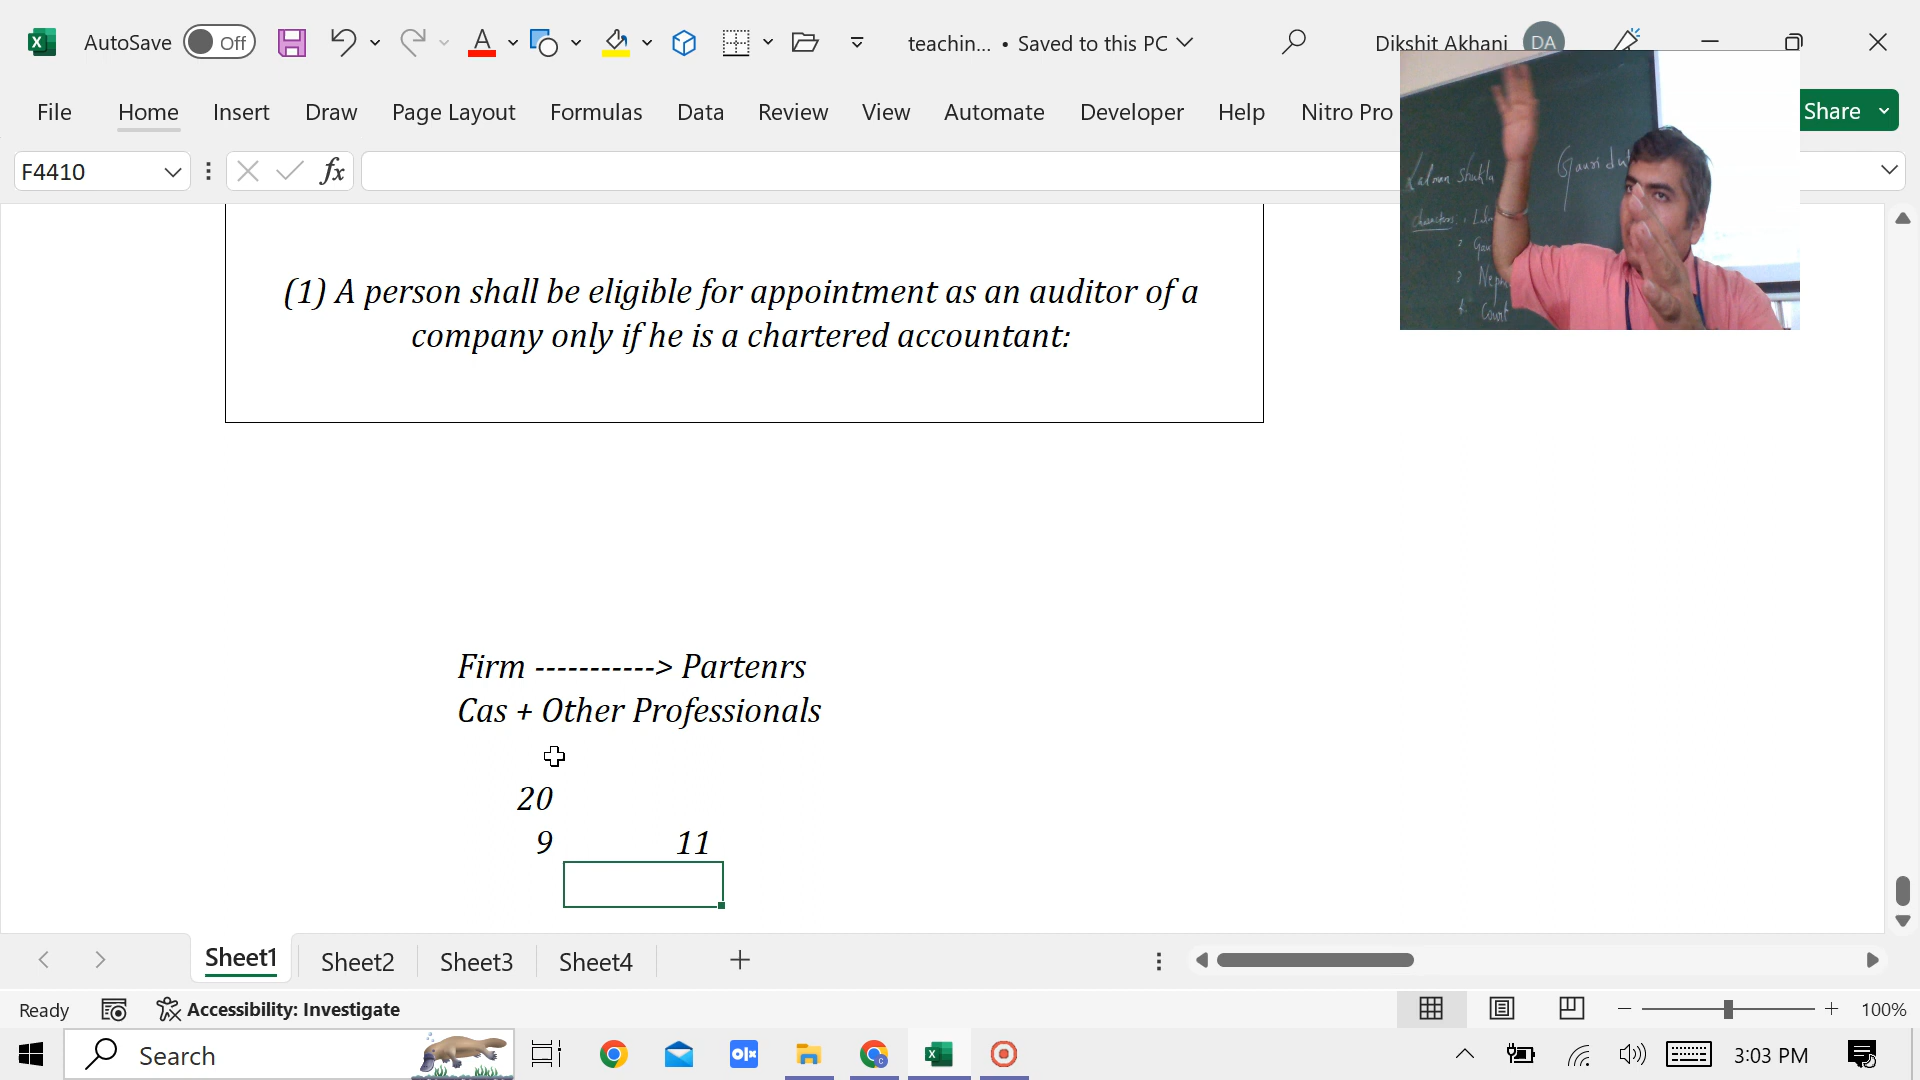 AutoSave Off teachin... • Saved to this PC Dikshit Akhani DA
File Home Insert Draw Page Layout Formulas Data Review View Automate Developer Help Nitro Pro Share
F4410 fx
(1) A person shall be eligible for appointment as an auditor of a
company only if he is a chartered accountant:
Shukla
Characters:
Court
Firm -----------> Partenrs
Cas + Other Professionals
20
9 11
Sheet1 Sheet2 Sheet3 Sheet4
Ready Accessibility: Investigate 100%
Search 3:03 PM